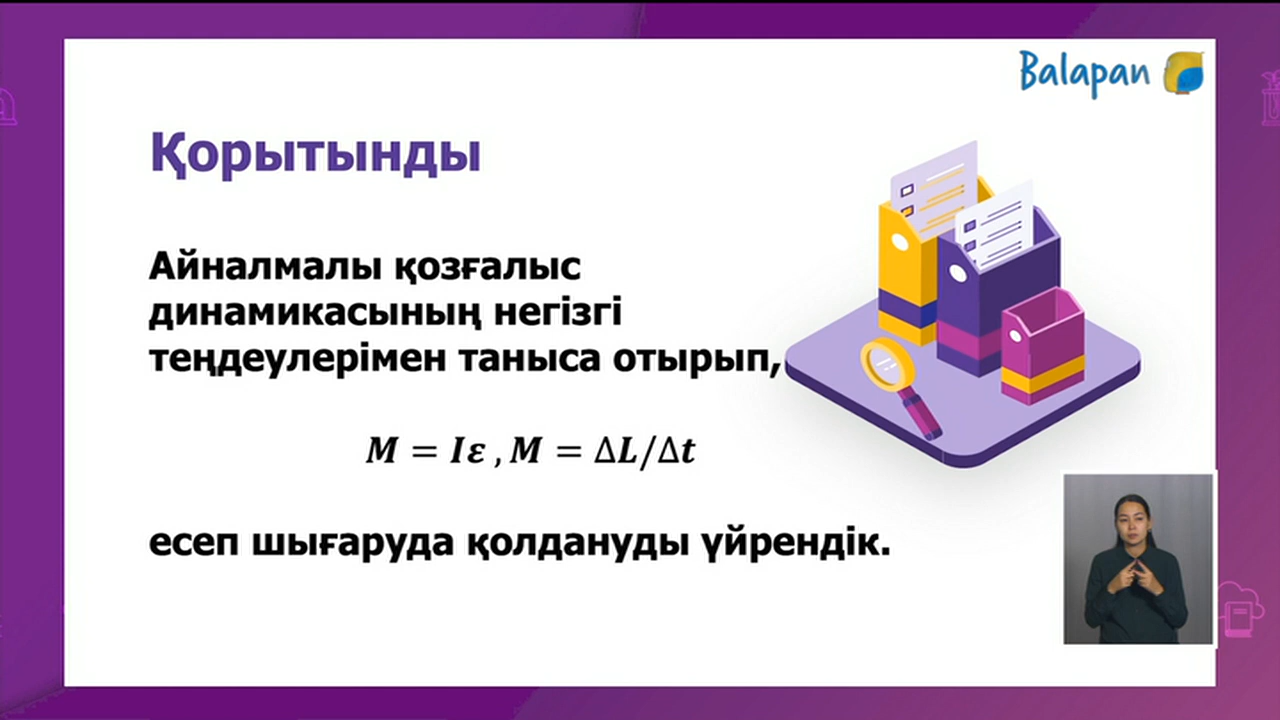 Balapan
Қорытынды
Айналмалы қозғалыс
динамикасының негізгі
теңдеулерімен таныса отырып,
M = Iε , M = ΔL/Δt
есеп шығаруда қолдануды үйрендік.